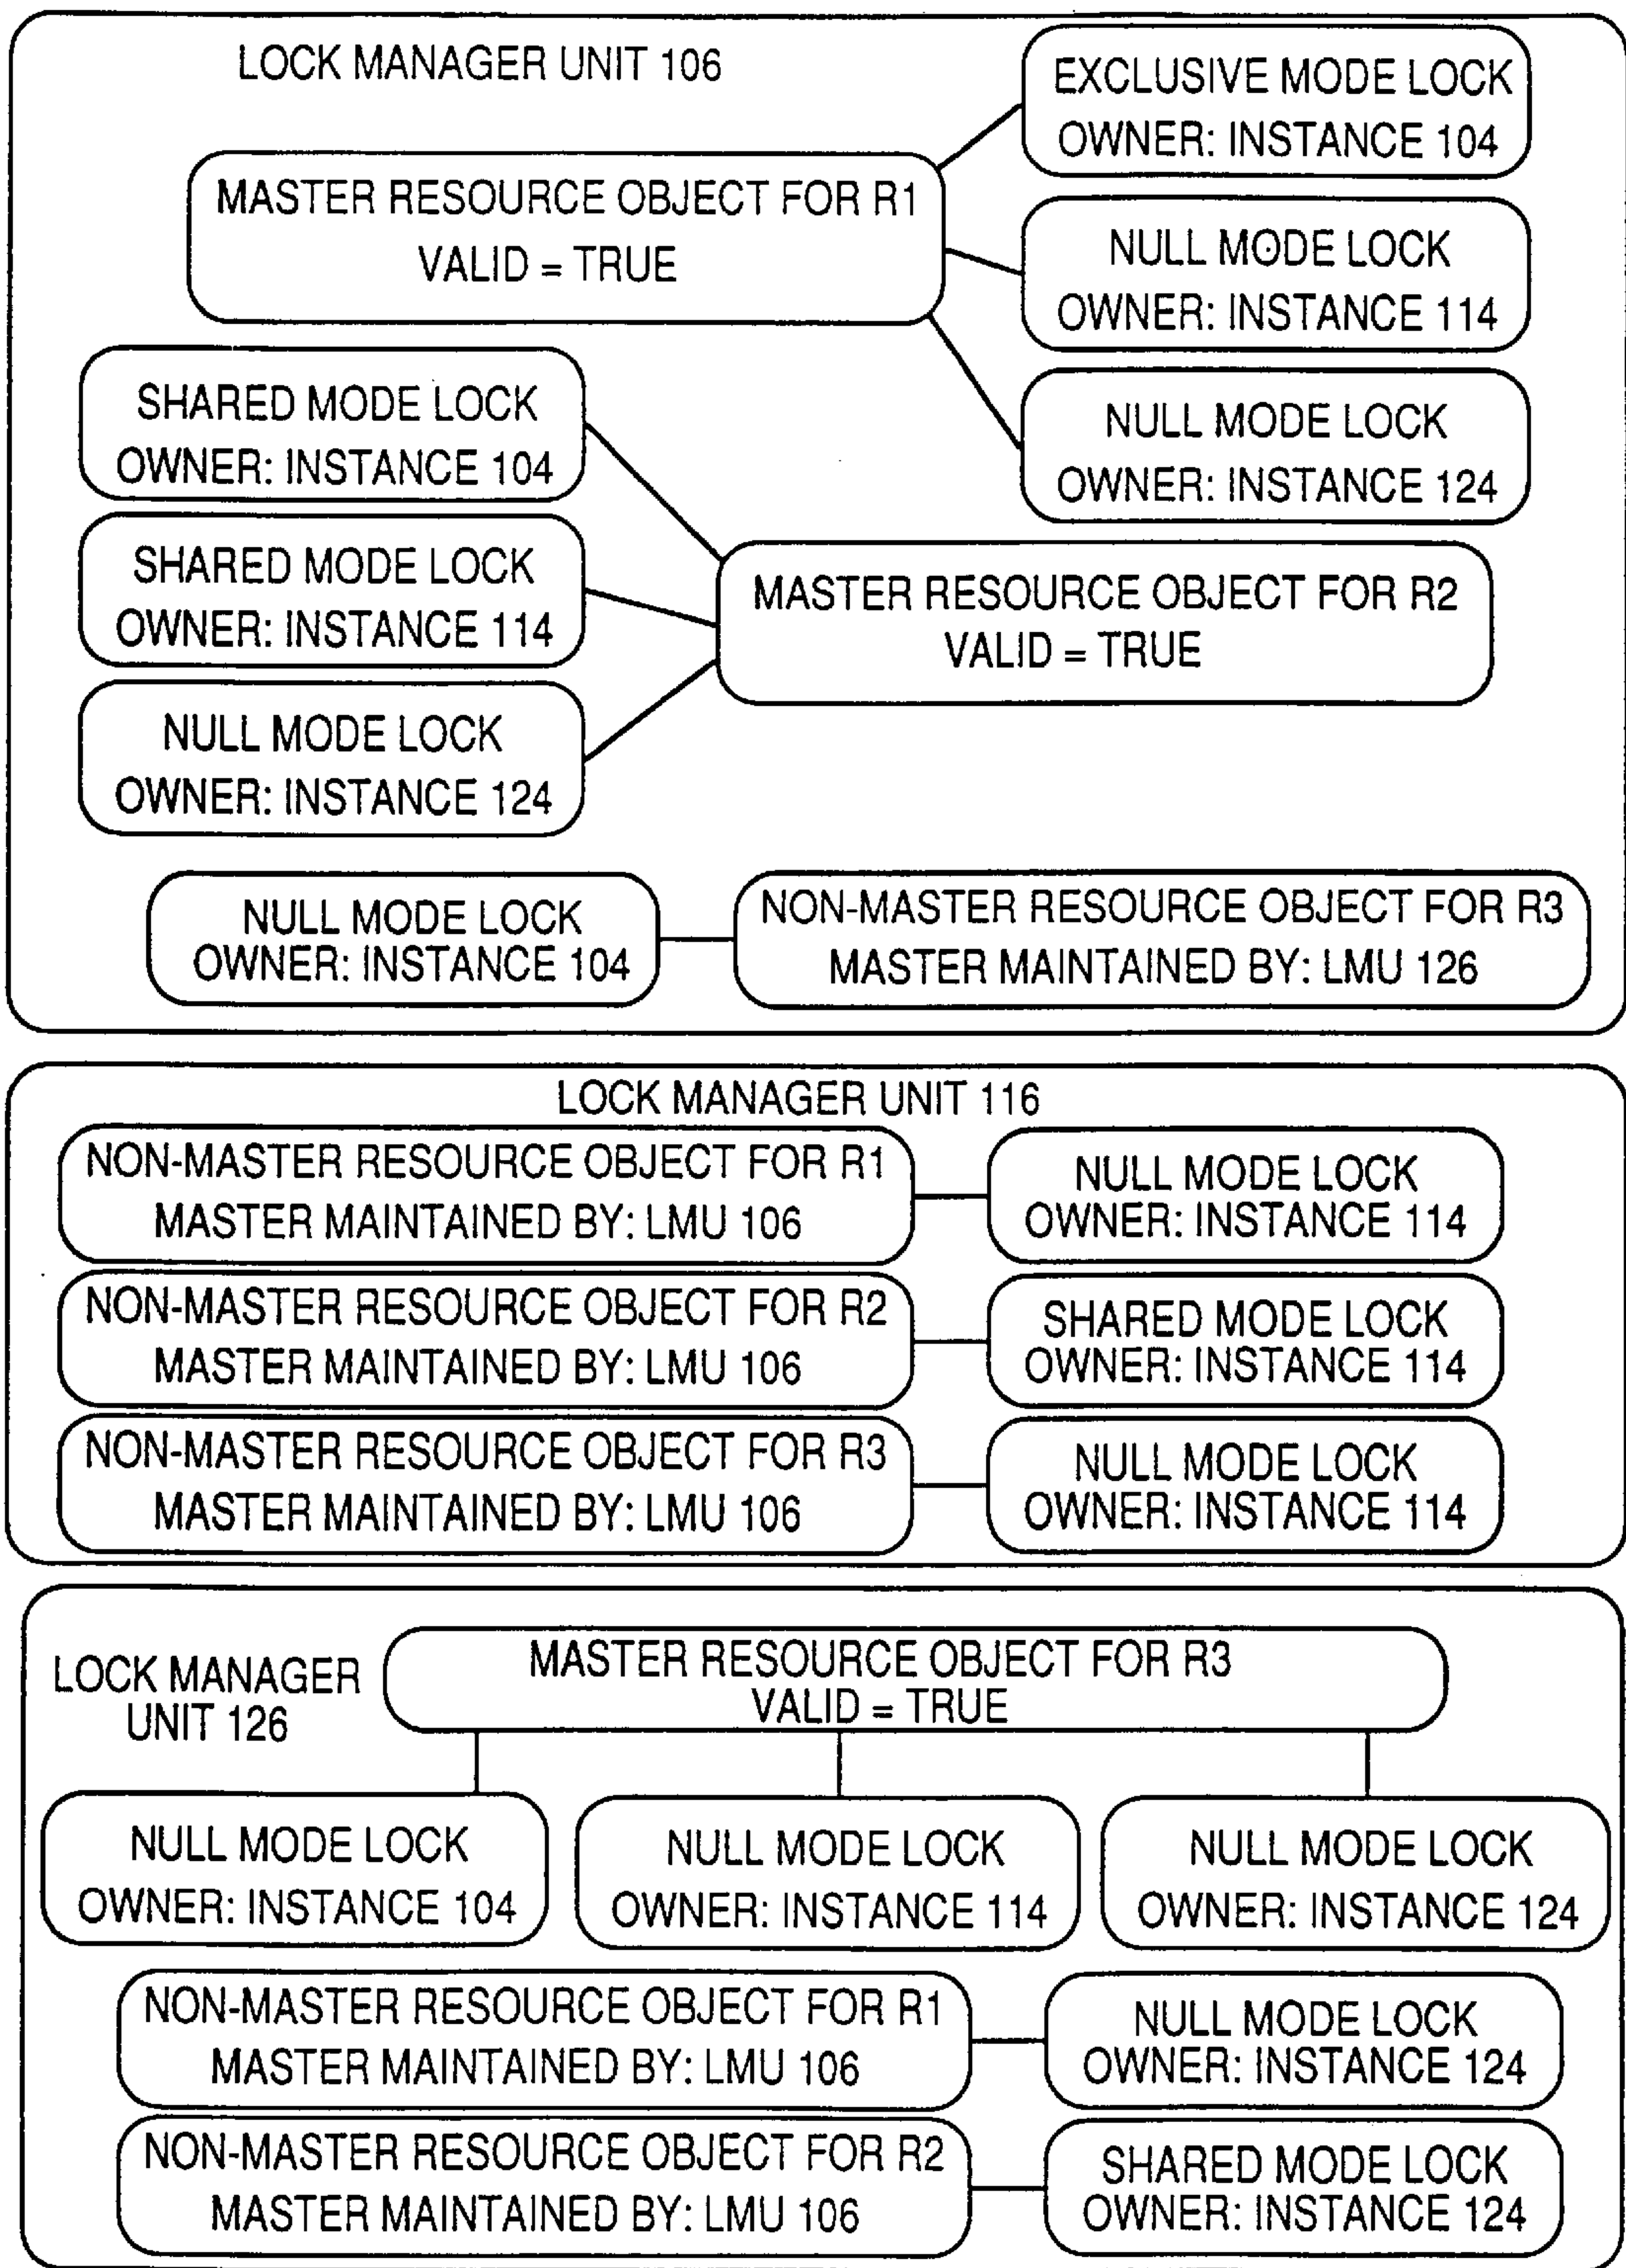 LOCK MANAGER UNIT 106
EXCLUSIVE MODE LOCK
OWNER: INSTANCE 104
MASTER RESOURCE OBJECT FOR R1
VALID = TRUE
NULL MODE LOCK
OWNER: INSTANCE 114
NULL MODE LOCK
OWNER: INSTANCE 124
SHARED MODE LOCK
OWNER: INSTANCE 104
SHARED MODE LOCK
OWNER: INSTANCE 114
NULL MODE LOCK
OWNER: INSTANCE 124
MASTER RESOURCE OBJECT FOR R2
VALID = TRUE
NULL MODE LOCK
OWNER: INSTANCE 104
NON-MASTER RESOURCE OBJECT FOR R3
MASTER MAINTAINED BY: LMU 126
LOCK MANAGER UNIT 116
NON-MASTER RESOURCE OBJECT FOR R1
MASTER MAINTAINED BY: LMU 106
NULL MODE LOCK
OWNER: INSTANCE 114
NON-MASTER RESOURCE OBJECT FOR R2
MASTER MAINTAINED BY: LMU 106
SHARED MODE LOCK
OWNER: INSTANCE 114
NON-MASTER RESOURCE OBJECT FOR R3
MASTER MAINTAINED BY: LMU 106
NULL MODE LOCK
OWNER: INSTANCE 114
LOCK MANAGER
UNIT 126
MASTER RESOURCE OBJECT FOR R3
VALID = TRUE
NULL MODE LOCK
OWNER: INSTANCE 104
NULL MODE LOCK
OWNER: INSTANCE 114
NULL MODE LOCK
OWNER: INSTANCE 124
NON-MASTER RESOURCE OBJECT FOR R1
MASTER MAINTAINED BY: LMU 106
NULL MODE LOCK
OWNER: INSTANCE 124
NON-MASTER RESOURCE OBJECT FOR R2
MASTER MAINTAINED BY: LMU 106
SHARED MODE LOCK
OWNER: INSTANCE 124